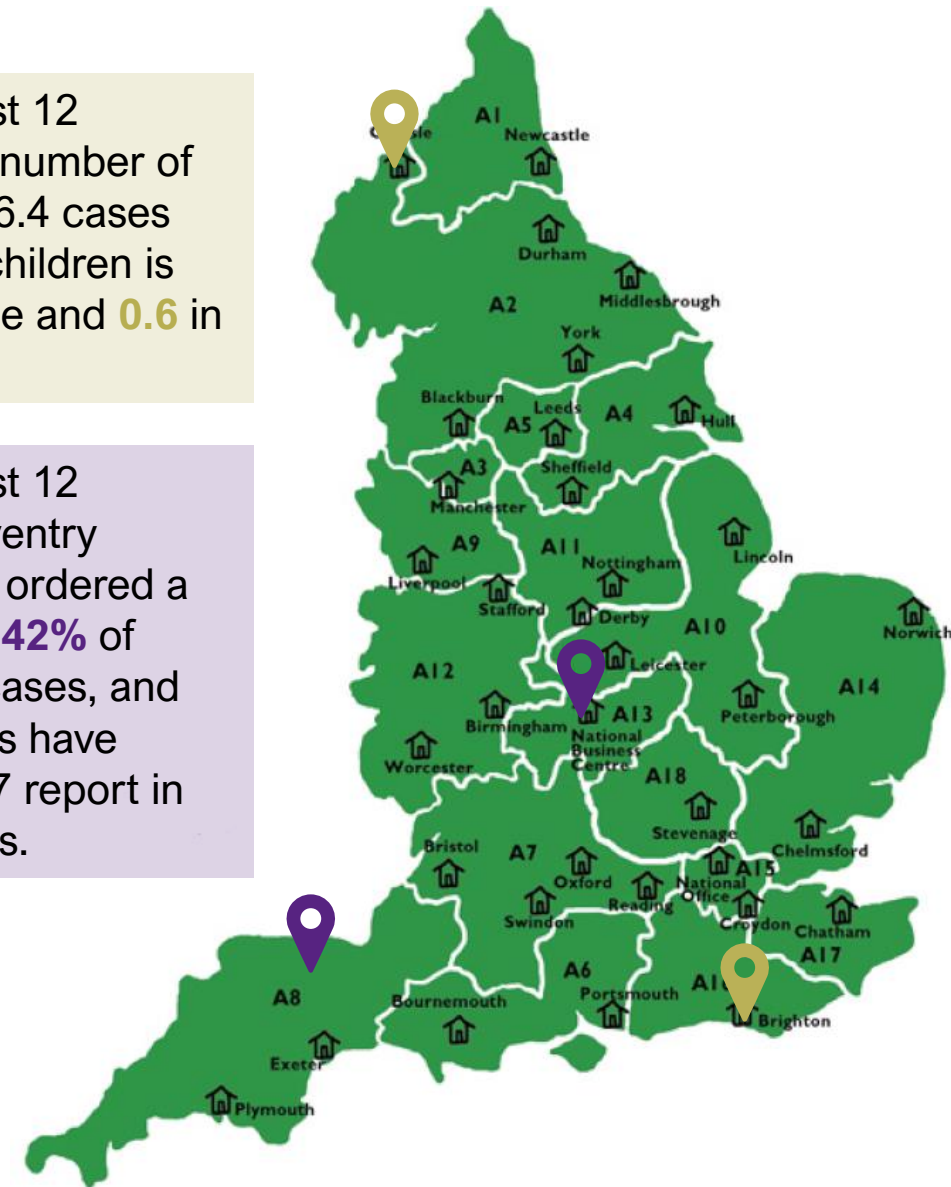 st 12
number of
6.4 cases
children is
e and 0.6 in
st 12
ventry
ordered a
42% of
ases, and
s have
7 report in
s.
A1
Newcastle
Durham
Middlesbrough
A2
York
Blackburn
Leeds
A5
A4
Hull
A3
Sheffield
Manchester
A9
A11
Nottingham
Lincoln
Liverpool
Stafford
Derby
A10
Norwich
Leicester
A12
A14
Birmingham
A13
Peterborough
National
Business
Centre
Worcester
A18
Stevenage
Chelmsford
Bristol
A7
Oxford
National
Office
A15
Reading
Swindon
Croydon
Chatham
A17
A8
A6
Bournemouth
Portsmouth
Brighton
Exeter
Plymouth